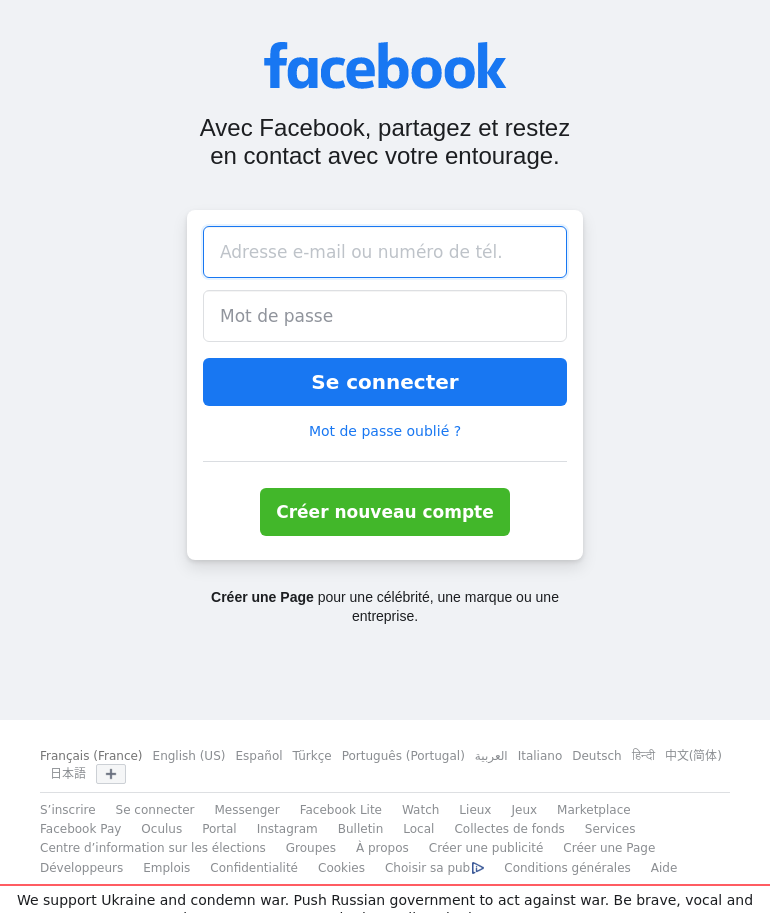 facebook
Avec Facebook, partagez et restez
en contact avec votre entourage.
Adresse e-mail ou numéro de tél.
Mot de passe
Se connecter
Mot de passe oublié ?
Créer nouveau compte
Créer une Page pour une célébrité, une marque ou une
entreprise.
Français (France) English (US) Español Türkçe Português (Portugal) العربية Italiano Deutsch हिन्दी 中文(简体)
日本語
S’inscrire Se connecter Messenger Facebook Lite Watch Lieux Jeux Marketplace
Facebook Pay Oculus Portal Instagram Bulletin Local Collectes de fonds Services
Centre d’information sur les élections Groupes À propos Créer une publicité Créer une Page
Développeurs Emplois Confidentialité Cookies Choisir sa pub Conditions générales Aide
We support Ukraine and condemn war. Push Russian government to act against war. Be brave, vocal and